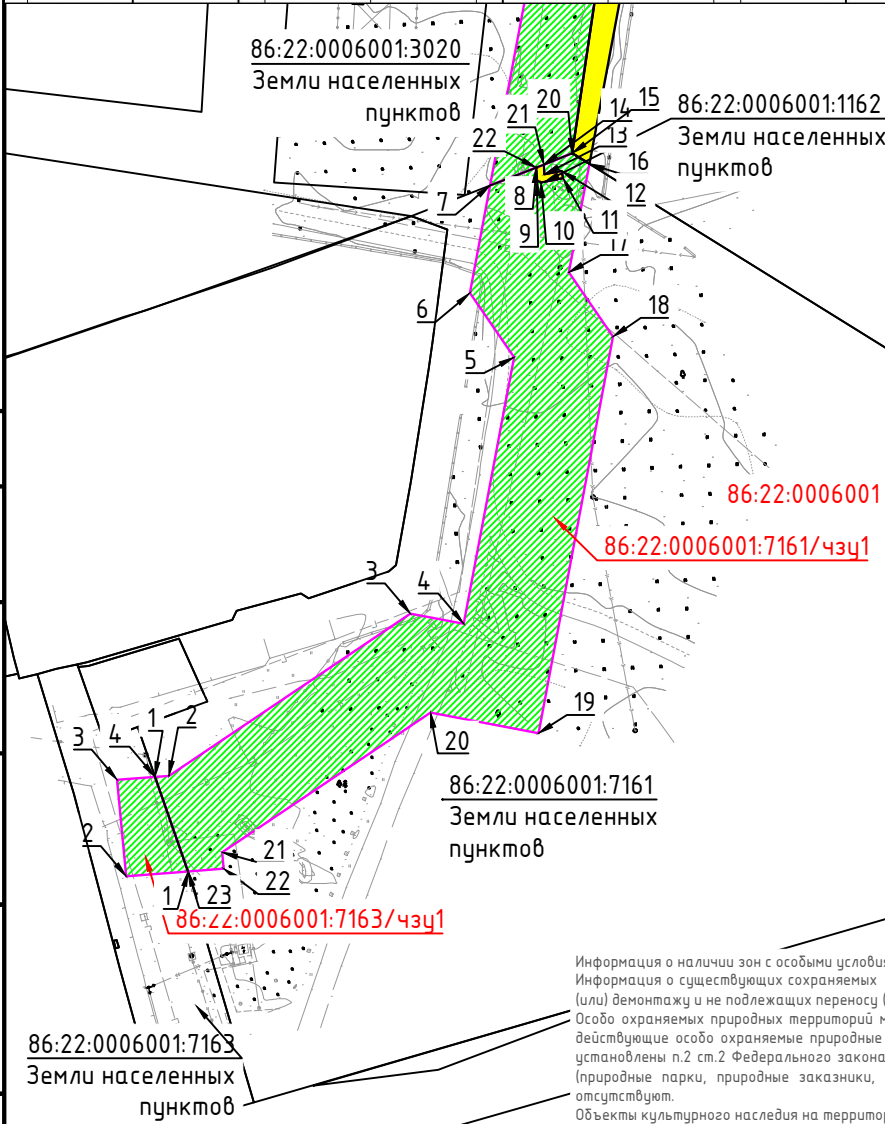 86:22:0006001:3020
Земли населенных
пунктов
86:22:0006001:1162
Земли населенных
пунктов
20
14
15
21
13
22
16
7
8
12
9
10
11
17
6
18
5
86:22:0006001
86:22:0006001:7161/чзу1
3
4
19
20
1
2
4
3
86:22:0006001:7161
Земли населенных
пунктов
2
21
22
1
23
86:22:0006001:7163/чзу1
86:22:0006001:7163
Земли населенных
пунктов
Информация о наличии зон с особыми
Информация о существующих сохраняемых
(или) демонтажу и не подлежащих переносу (
Особо охраняемых природных территорий
действующие особо охраняемые природные
установлены п.2 ст.2 Федерального закона
(природные парки, природные заказники,
отсутствуют.
Объекты культурного наследия на